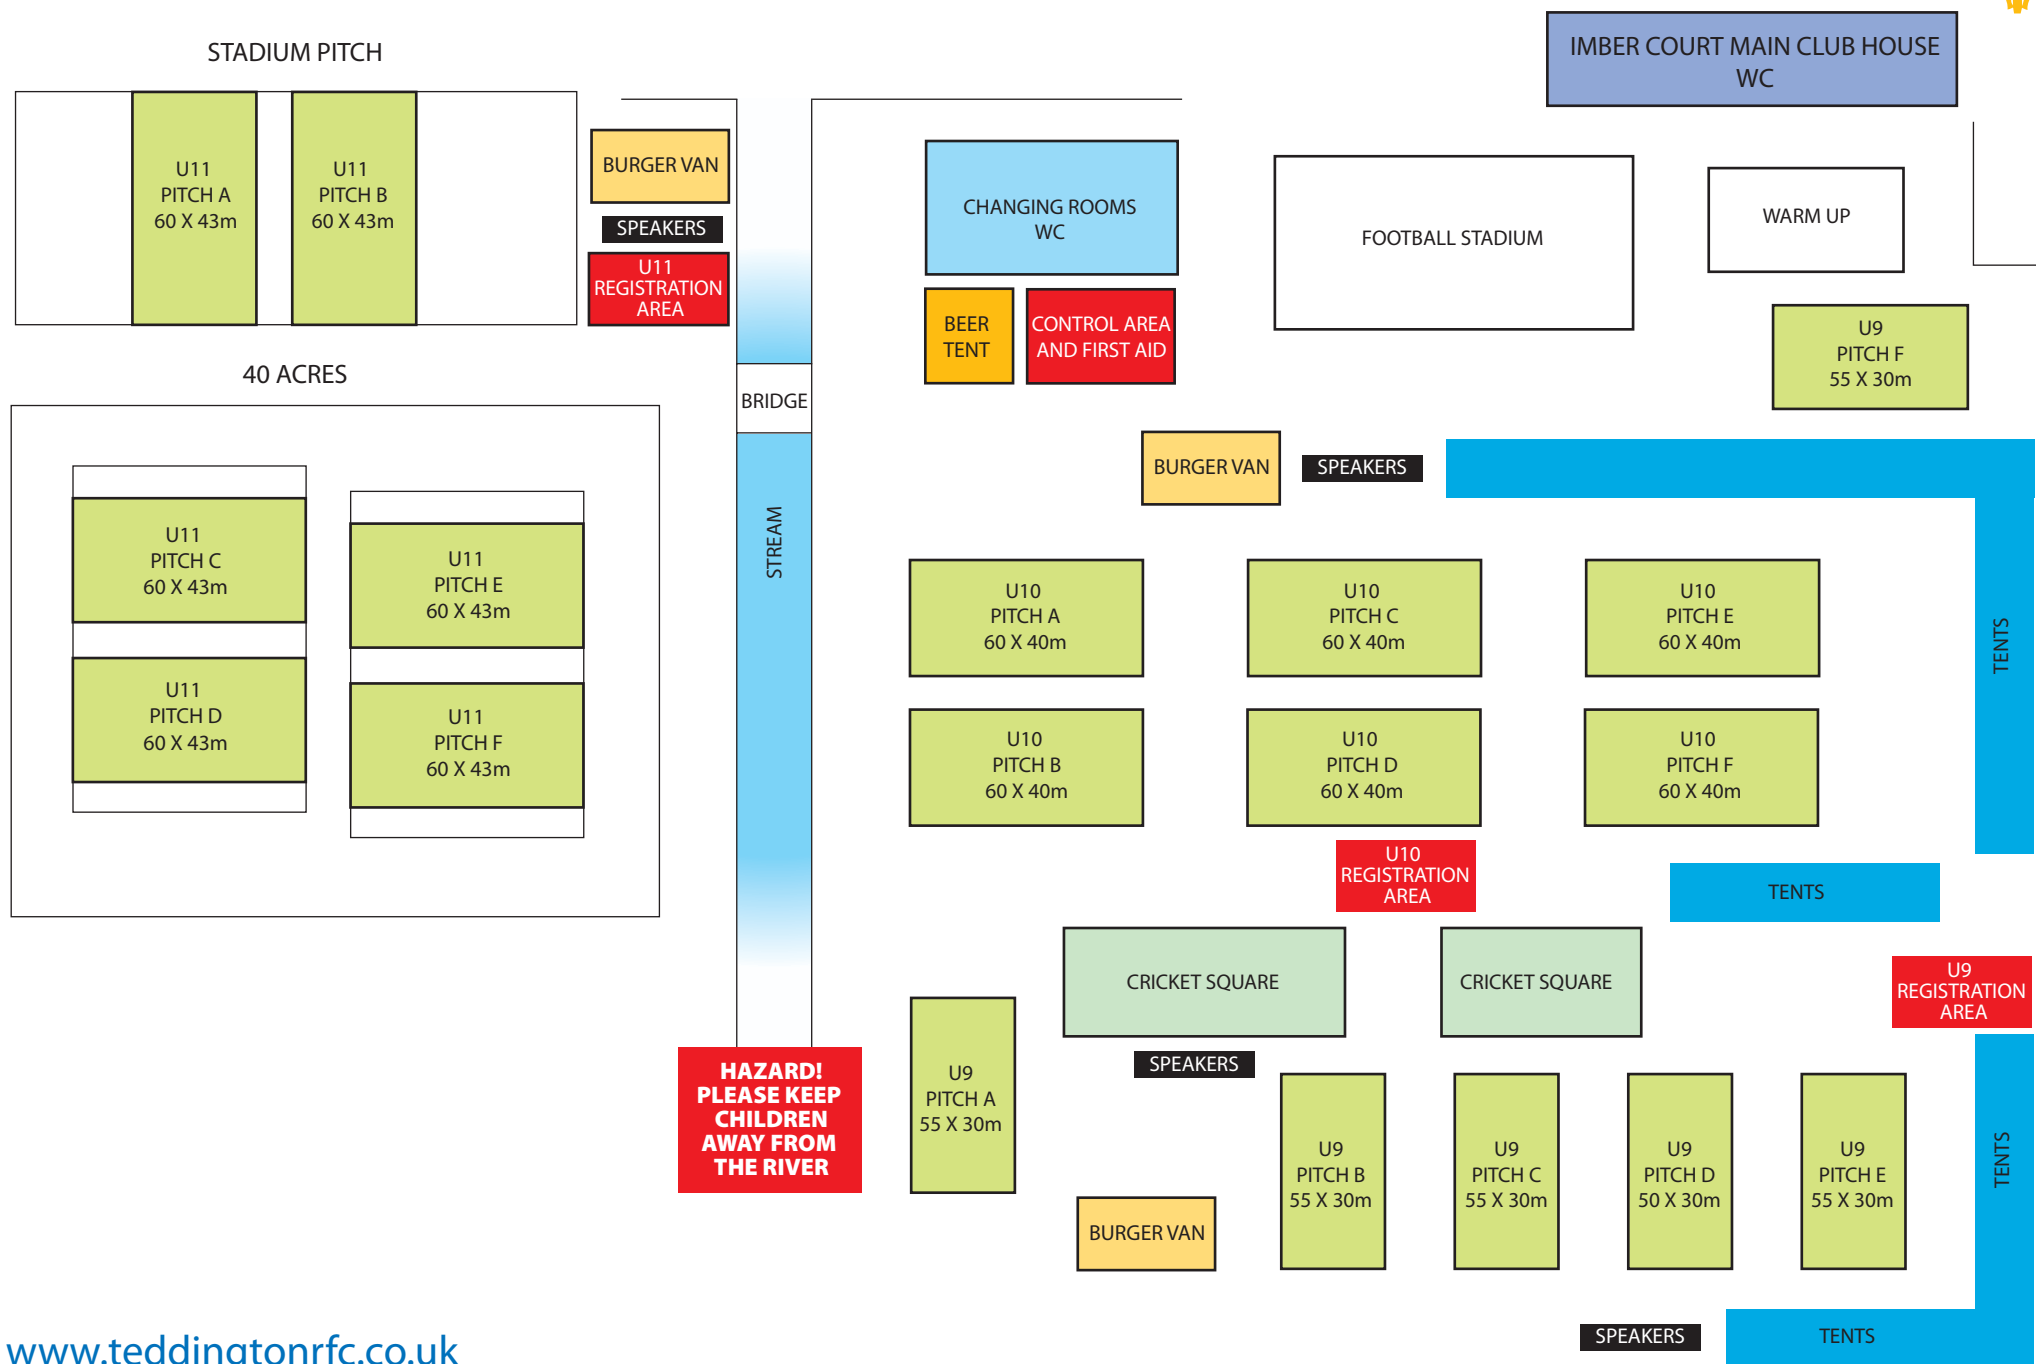 STADIUM PITCH
U11
PITCH A
60 X 43m
U11
PITCH B
60 X 43m
BURGER VAN
SPEAKERS
U11
REGISTRATION
AREA
IMBER COURT MAIN CLUB HOUSE
WC
CHANGING ROOMS
WC
FOOTBALL STADIUM
WARM UP
BEER
TENT
CONTROL AREA
AND FIRST AID
U9
PITCH F
55 X 30m
40 ACRES
BRIDGE
BURGER VAN
SPEAKERS
STREAM
U11
PITCH C
60 X 43m
U11
PITCH E
60 X 43m
U11
PITCH D
60 X 43m
U11
PITCH F
60 X 43m
U10
PITCH A
60 X 40m
U10
PITCH C
60 X 40m
U10
PITCH E
60 X 40m
TENTS
U10
PITCH B
60 X 40m
U10
PITCH D
60 X 40m
U10
PITCH F
60 X 40m
U10
REGISTRATION
AREA
TENTS
CRICKET SQUARE
CRICKET SQUARE
U9
REGISTRATION
AREA
HAZARD!
PLEASE KEEP
CHILDREN
AWAY FROM
THE RIVER
U9
PITCH A
55 X 30m
SPEAKERS
U9
PITCH B
55 X 30m
U9
PITCH C
55 X 30m
U9
PITCH D
50 X 30m
U9
PITCH E
55 X 30m
TENTS
BURGER VAN
SPEAKERS
TENTS
www.teddingtonrfc.co.uk